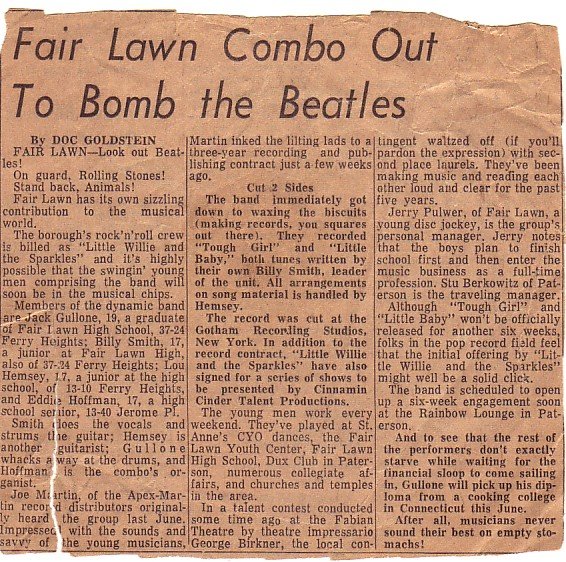 Fair Lawn Combo Out
To Bomb the Beatles
By DOC GOLDSTEIN
FAIR LAWN—Look out Beat-
les!
On guard, Rolling Stones!
Stand back, Animals!
Fair Lawn has its own sizzling
contribution to the musical
world.
The borough's rock'n'roll crew
is billed as "Little Willie and
the Sparkles" and it's highly
possible that the swingin' young
men comprising the band will
soon be in the musical chips.
Members of the dynamic band
are Jack Gullone, 19, a graduate
of Fair Lawn High School, 37-24
Ferry Heights; Billy Smith, 17,
a junior at Fair Lawn High,
also of 37-24 Ferry Heights; Lou
Hemsey, 17, a junior at the high
school, of 13-10 Ferry Heights,
and Eddie Hoffman, 17, a high
school senior, 13-40 Jerome Pl.
Smith does the vocals and
strums the guitar; Hemsey is
another guitarist; Gullone
whacks away at the drums, and
Hoffman is the combo's or-
ganist.
Joe Martin, of the Apex-Mar-
tin record distributors original-
ly heard the group last June.
Impressed with the sounds and
savvy of the young musicians,
Martin inked the lilting lads to a
three-year recording and pub-
lishing contract just a few weeks
ago.
Cut 2 Sides
The band immediately got
down to waxing the biscuits
(making records, you squares
out there). They recorded
"Tough Girl" and "Little
Baby," both tunes written by
their own Billy Smith, leader
of the unit. All arrangements
on song material is handled by
Hemsey.
The record was cut at the
Gotham Recording Studios,
New York. In addition to the
record contract, "Little Willie
and the Sparkles" have also
signed for a series of shows to
be presented by Cinnamin
Cinder Talent Productions.
The young men work every
weekend. They've played at St.
Anne's CYO dances, the Fair
Lawn Youth Center, Fair Lawn
High School, Dux Club in Pater-
son, numerous collegiate af-
fairs, and churches and temples
in the area.
In a talent contest conducted
some time ago at the Fabian
Theatre by theatre impressario
George Birkner, the local con-
tingent waltzed off (if you'll
pardon the expression) with sec-
ond place laurels. They've been
making music and reading each
other loud and clear for the past
five years.
Jerry Pulwer, of Fair Lawn, a
young disc jockey, is the group's
personal manager. Jerry notes
that the boys plan to finish
school first and then enter the
music business as a full-time
profession. Stu Berkowitz of Pat-
erson is the traveling manager.
Although "Tough Girl" and
"Little Baby" won't be officially
released for another six weeks,
folks in the pop record field feel
that the initial offering by "Lit-
tle Willie and the Sparkles"
might well be a solid click.
The band is scheduled to open
up a six-week engagement soon
at the Rainbow Lounge in Pat-
erson.
And to see that the rest of
the performers don't exactly
starve while waiting for the
financial sloop to come sailing
in, Gullone will pick up his dip-
loma from a cooking college
in Connecticut this June.
After all, musicians never
sound their best on empty sto-
machs!